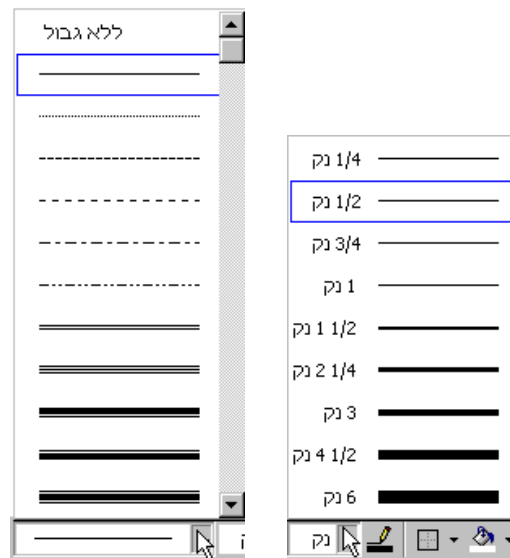 ללא גבול
1/4 נק
1/2 נק
3/4 נק
1 נק
1 1/2 נק
2 1/4 נק
3 נק
4 1/2 נק
6 נק
נק